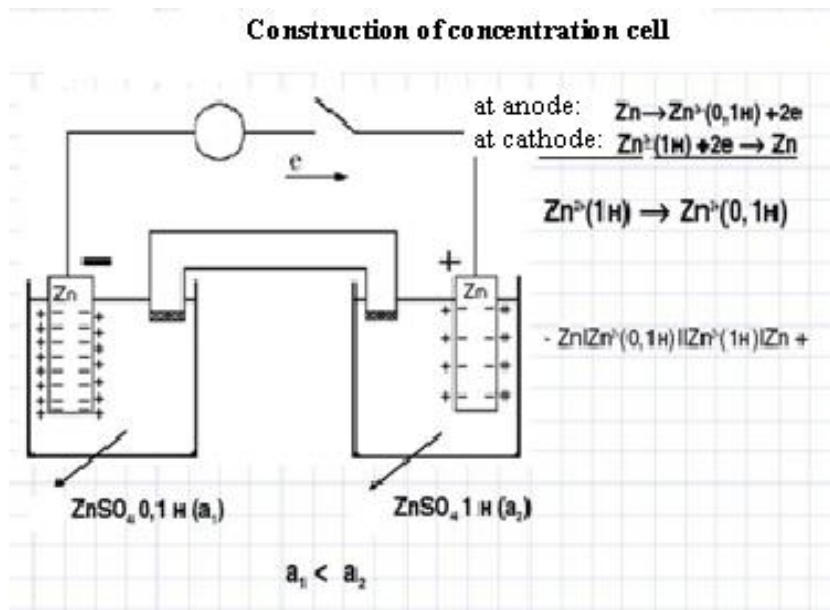 Construction of concentration cell
at anode: Zn→Zn²⁺(0,1н) +2e
at cathode: Zn²⁺(1н) +2e → Zn
e
Zn²⁺(1н) → Zn²⁺(0,1н)
− +
Zn Zn
- Zn|Zn²⁺(0,1н)||Zn²⁺(1н)|Zn +
ZnSO₄ 0,1 н (a₁) ZnSO₄ 1 н (a₂)
a₁ < a₂